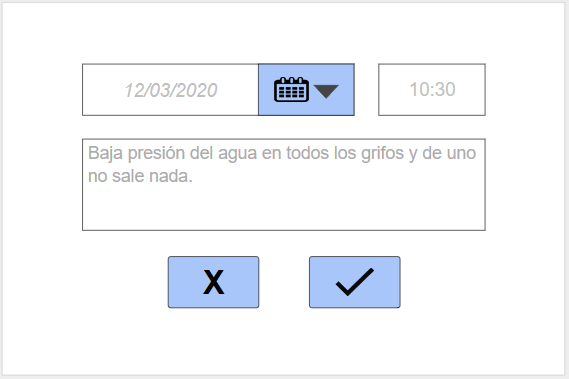 12/03/2020 10:30
Baja presión del agua en todos los grifos y de uno
no sale nada.
X